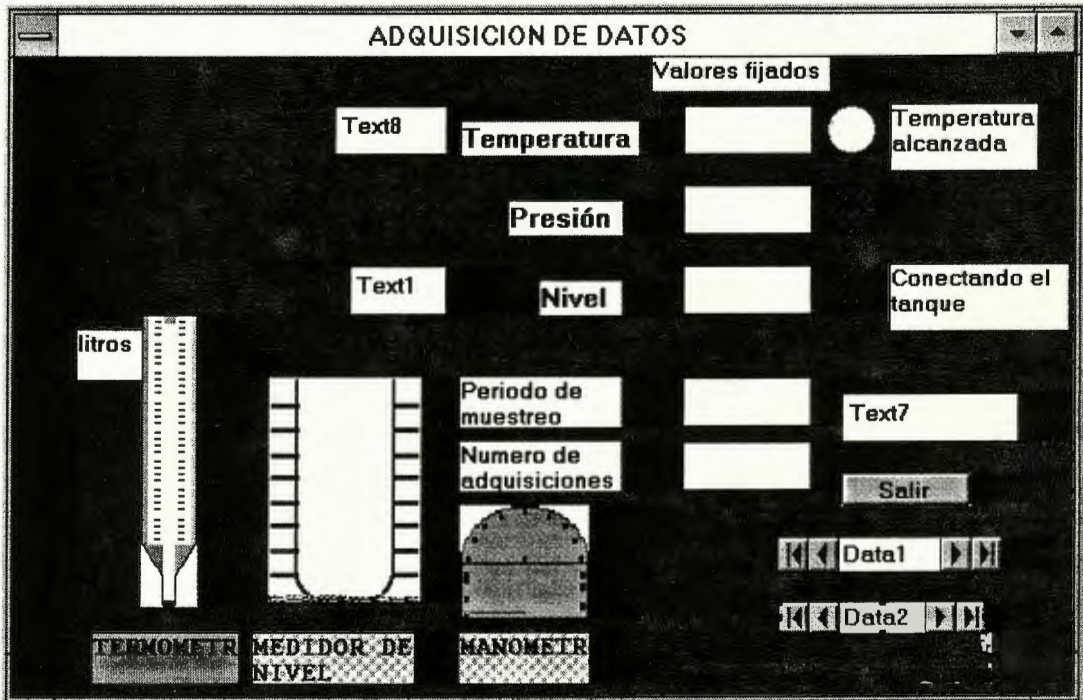 ADQUISICION DE DATOS
Valores fijados
Text8
Temperatura
Temperatura
alcanzada
Presión
Text1
Nivel
Conectando el
tanque
litros
Periodo de
muestreo
Text7
Numero de
adquisiciones
Salir
Data1
Data2
TERMOMETR
MEDIDOR DE
NIVEL
MANOMETR